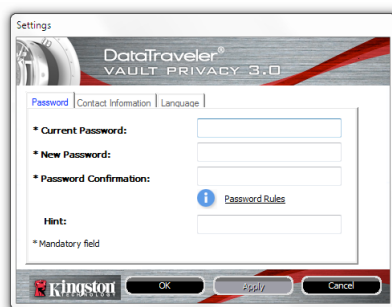 Settings
DataTraveler®
VAULT PRIVACY 3.0
Password Contact Information Language
* Current Password:
* New Password:
* Password Confirmation:
Password Rules
Hint:
* Mandatory field
Kingston OK Apply Cancel
TECHNOLOGY